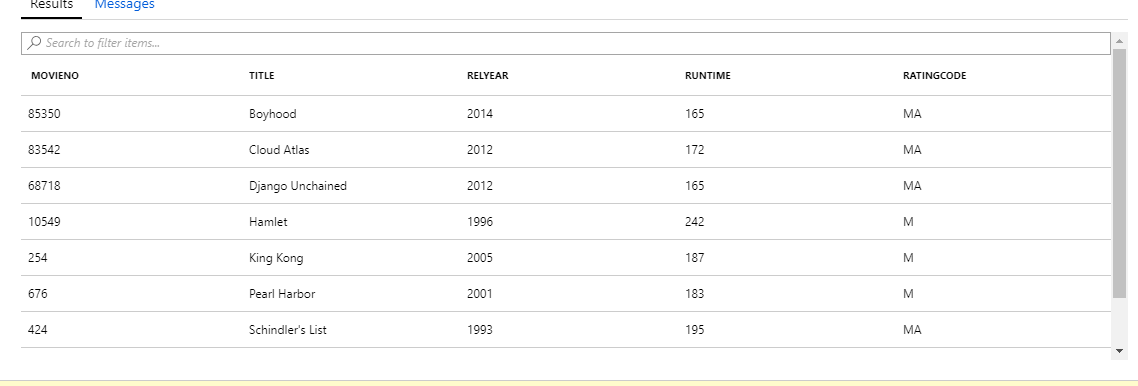 Results Messages
Search to filter items...
MOVIENO TITLE RELYEAR RUNTIME RATINGCODE
85350 Boyhood 2014 165 MA
83542 Cloud Atlas 2012 172 MA
68718 Django Unchained 2012 165 MA
10549 Hamlet 1996 242 M
254 King Kong 2005 187 M
676 Pearl Harbor 2001 183 M
424 Schindler's List 1993 195 MA